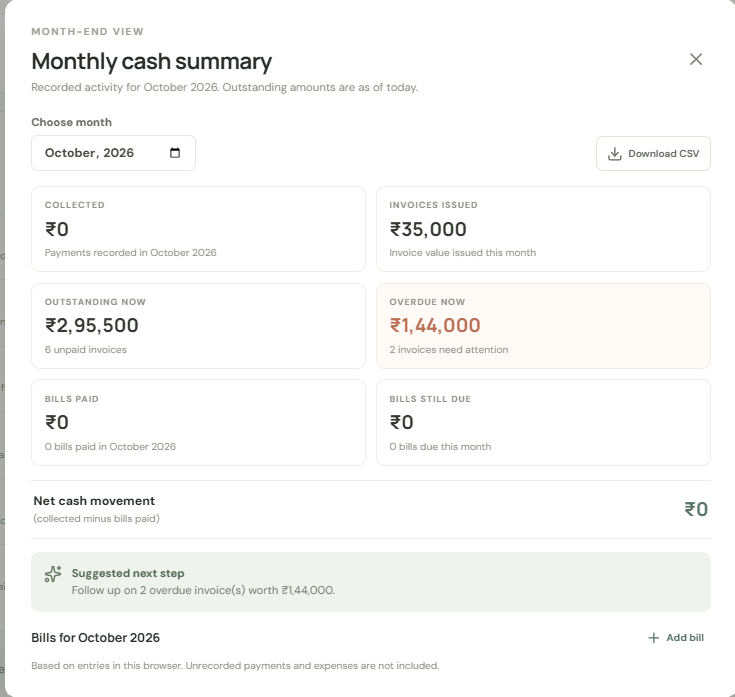 MONTH-END VIEW
Monthly cash summary
Recorded activity for October 2026. Outstanding amounts are as of today.
Choose month
October, 2026
Download CSV
COLLECTED
₹0
Payments recorded in October 2026
INVOICES ISSUED
₹35,000
Invoice value issued this month
OUTSTANDING NOW
₹2,95,500
6 unpaid invoices
OVERDUE NOW
₹1,44,000
2 invoices need attention
BILLS PAID
₹0
0 bills paid in October 2026
BILLS STILL DUE
₹0
0 bills due this month
Net cash movement
₹0
(collected minus bills paid)
Suggested next step
Follow up on 2 overdue invoice(s) worth ₹1,44,000.
Bills for October 2026
Add bill
Based on entries in this browser. Unrecorded payments and expenses are not included.